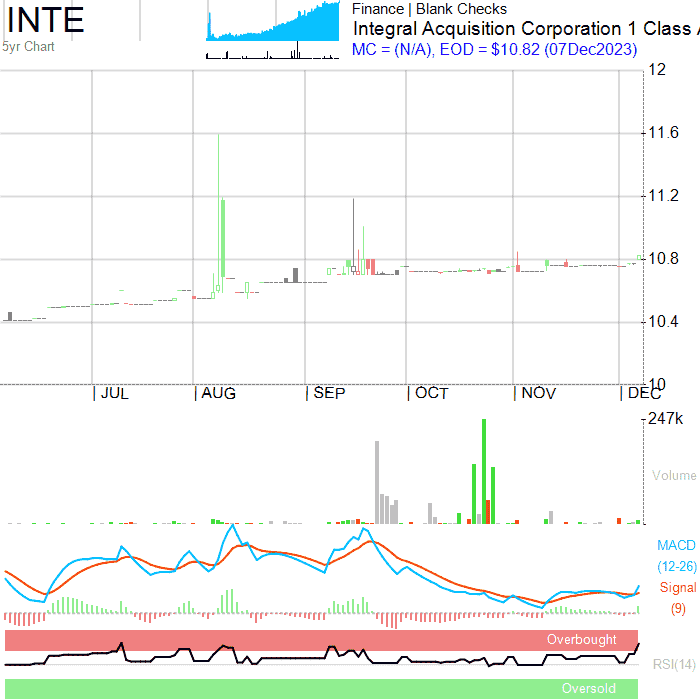 INTE
5yr Chart
Finance | Blank Checks
Integral Acquisition Corporation 1 Class
MC = (N/A), EOD = $10.82 (07Dec2023)
12
11.6
11.2
10.8
10.4
10
JUL
AUG
SEP
OCT
NOV
DEC
247k
Volume
MACD
(12-26)
Signal
(9)
Overbought
RSI(14)
Oversold